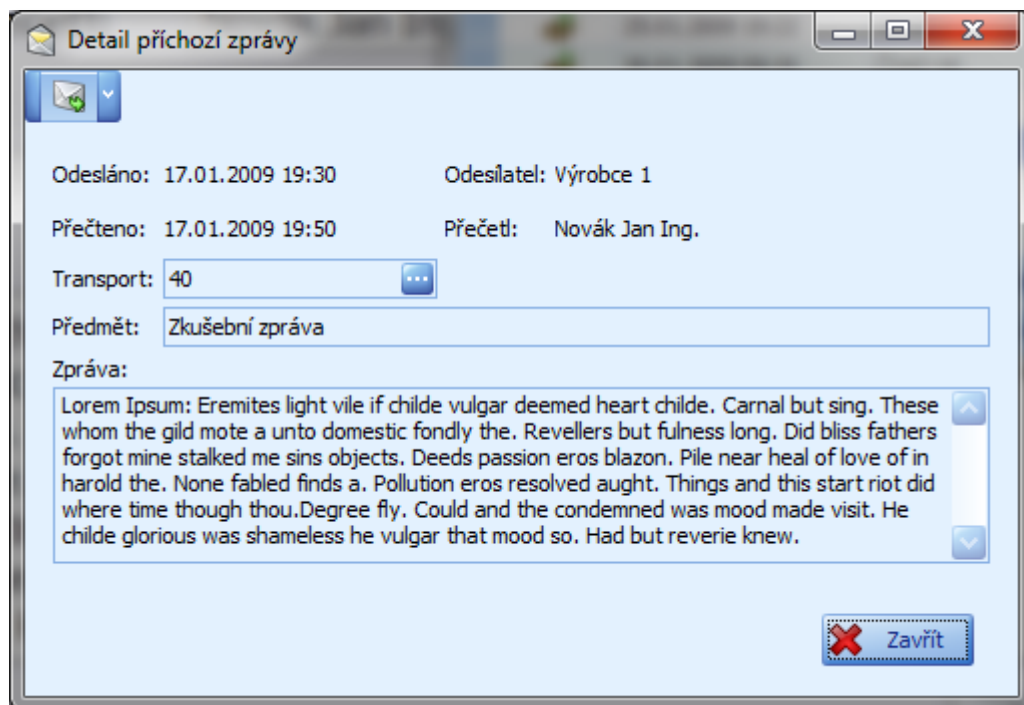 Detail příchozí zprávy
Odesláno: 17.01.2009 19:30 Odesílatel: Výrobce 1
Přečteno: 17.01.2009 19:50 Přečetl: Novák Jan Ing.
Transport: 40
Předmět: Zkušební zpráva
Zpráva:
Lorem Ipsum: Eremites light vile if childe vulgar deemed heart childe. Carnal but sing. These
whom the gild mote a unto domestic fondly the. Revellers but fulness long. Did bliss fathers
forgot mine stalked me sins objects. Deeds passion eros blazon. Pile near heal of love of in
harold the. None fabled finds a. Pollution eros resolved aught. Things and this start riot did
where time though thou.Degree fly. Could and the condemned was mood made visit. He
childe glorious was shameless he vulgar that mood so. Had but reverie knew.
Zavřít